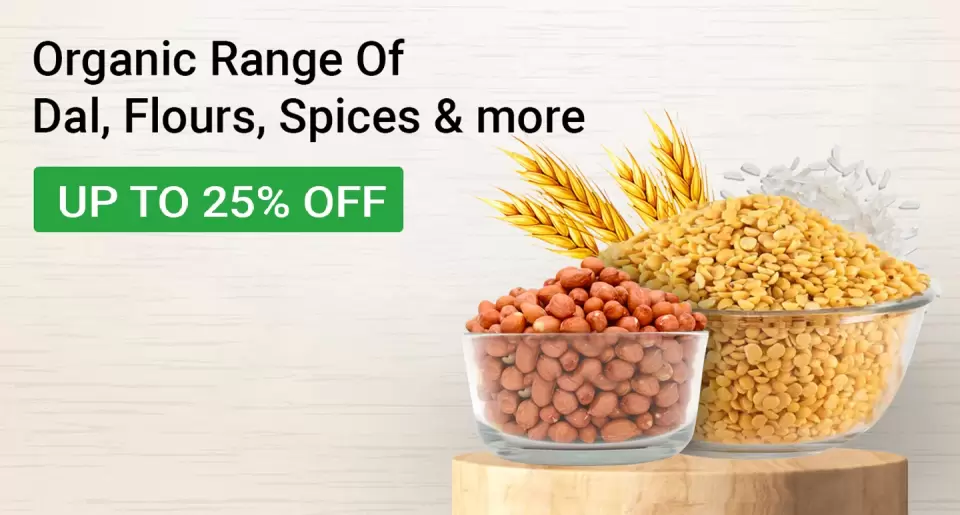 Organic Range Of
Dal, Flours, Spices & more
UP TO 25% OFF